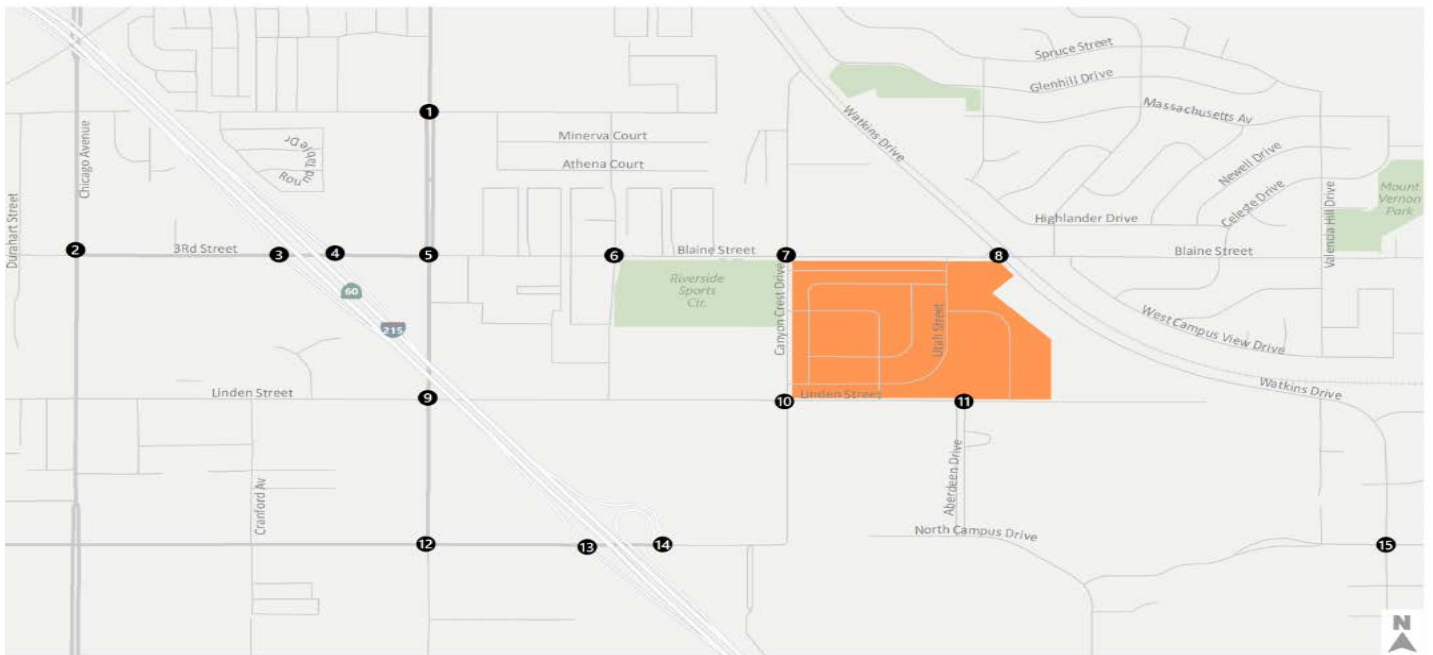 Spruce Street
Glenhill Drive
Massachusetts Av
Watkins Drive
1
Minerva Court
Athena Court
Round Table Dr
Chicago Avenue
Newell Drive
Celeste Drive
Mount
Vernon
Park
Highlander Drive
Durahart Street
Valencia Hill Drive
2
3Rd Street
3
4
5
6
Blaine Street
7
8
Blaine Street
Riverside
Sports
Ctr.
Canyon Crest Drive
Utah Street
60
215
West Campus View Drive
Watkins Drive
Linden Street
9
10
Linden Street
11
Aberdeen Drive
Cranford Av
North Campus Drive
12
13
14
15
N